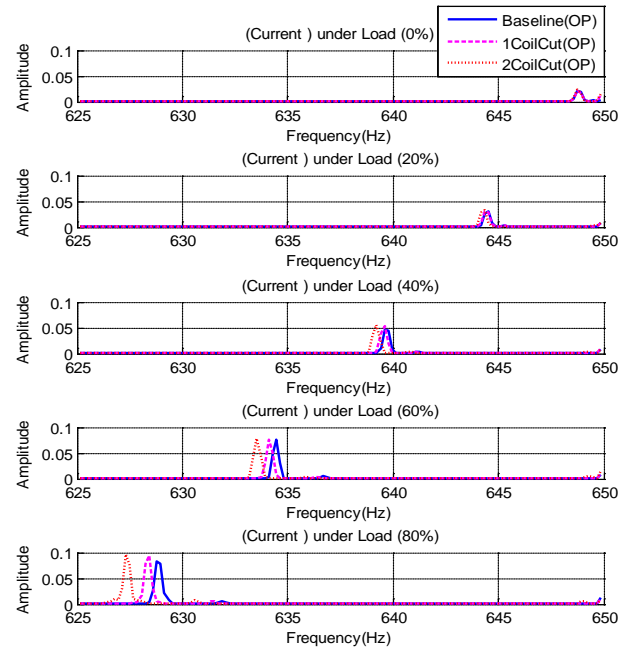 (Current ) under Load (0%)
Baseline(OP)
1CoilCut(OP)
2CoilCut(OP)
Amplitude
0.1
0.05
0
625 630 635 640 645 650
Frequency(Hz)
(Current ) under Load (20%)
Amplitude
0.1
0.05
0
625 630 635 640 645 650
Frequency(Hz)
(Current ) under Load (40%)
Amplitude
0.1
0.05
0
625 630 635 640 645 650
Frequency(Hz)
(Current ) under Load (60%)
Amplitude
0.1
0.05
0
625 630 635 640 645 650
Frequency(Hz)
(Current ) under Load (80%)
Amplitude
0.1
0.05
0
625 630 635 640 645 650
Frequency(Hz)